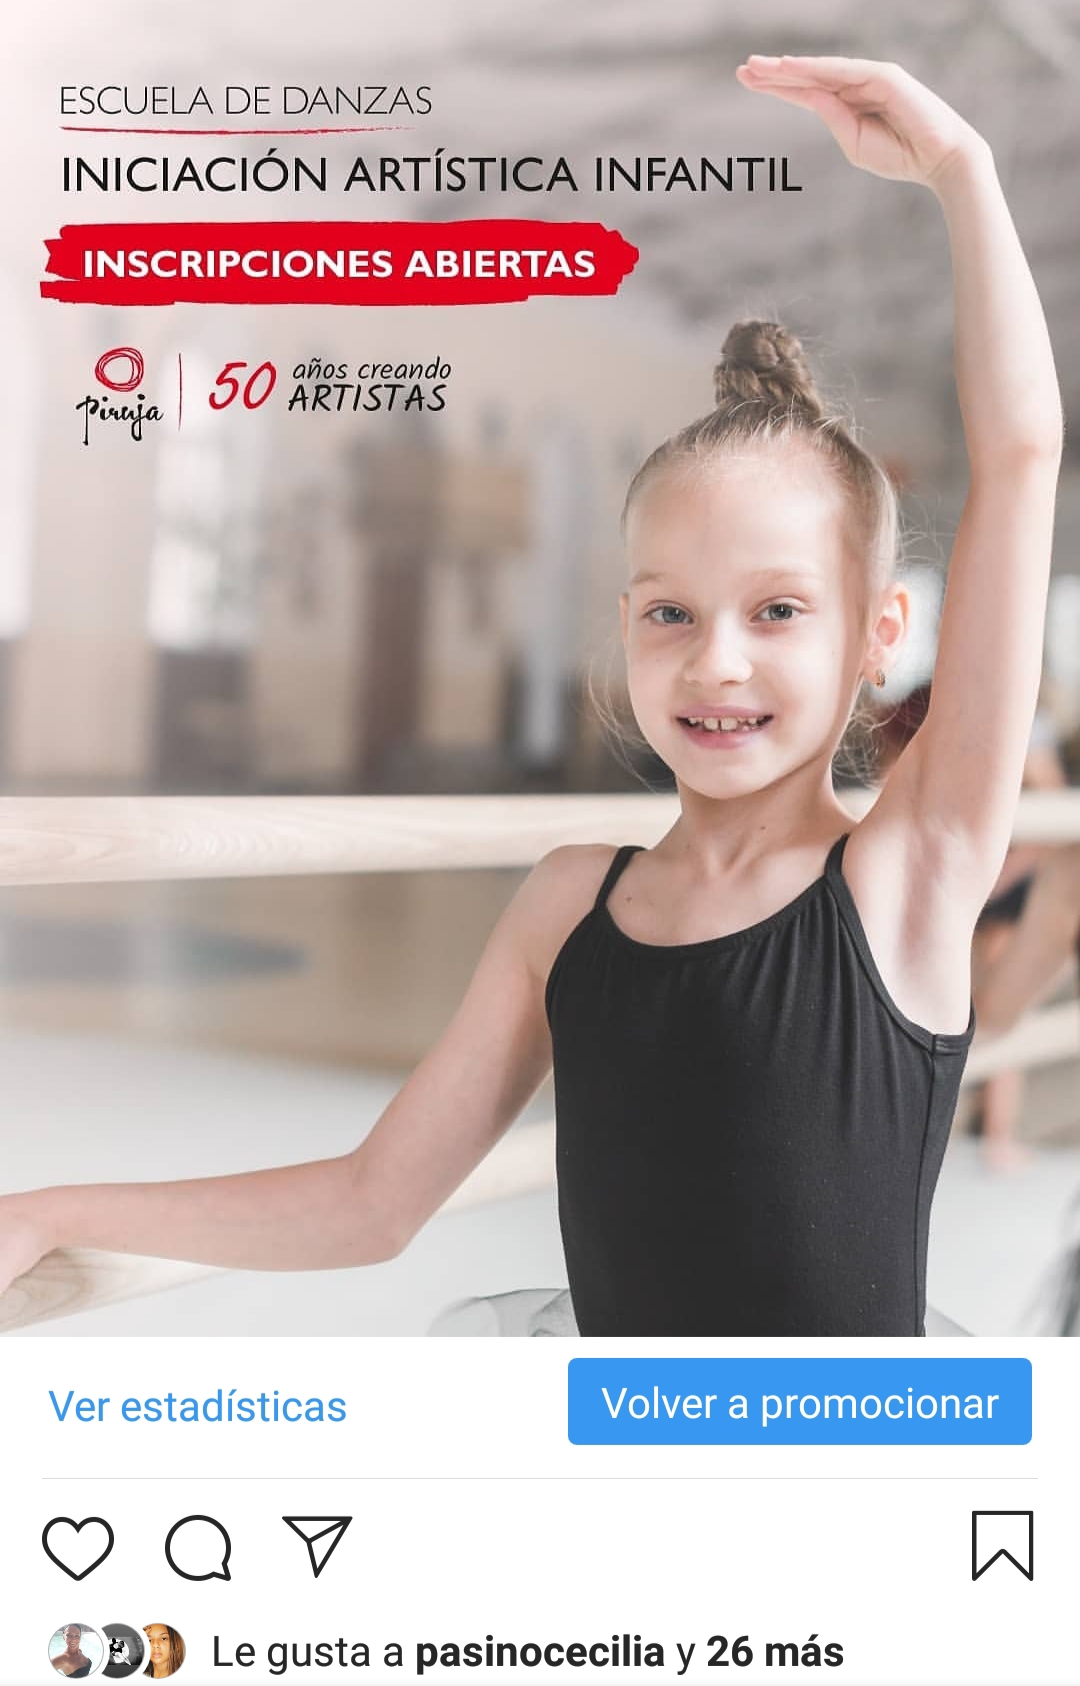 ESCUELA DE DANZAS
INICIACIÓN ARTÍSTICA INFANTIL
INSCRIPCIONES ABIERTAS
Piruja
50 años creando
ARTISTAS
Ver estadísticas
Volver a promocionar
Le gusta a pasinocecilia y 26 más